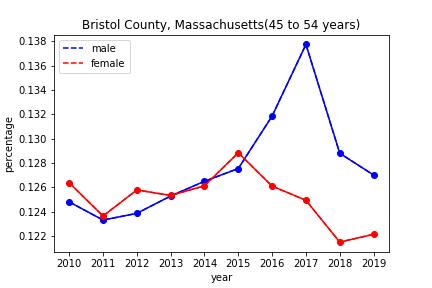 Bristol County, Massachusetts(45 to 54 years)
male
female
percentage
0.138
0.136
0.134
0.132
0.130
0.128
0.126
0.124
0.122
2010 2011 2012 2013 2014 2015 2016 2017 2018 2019
year